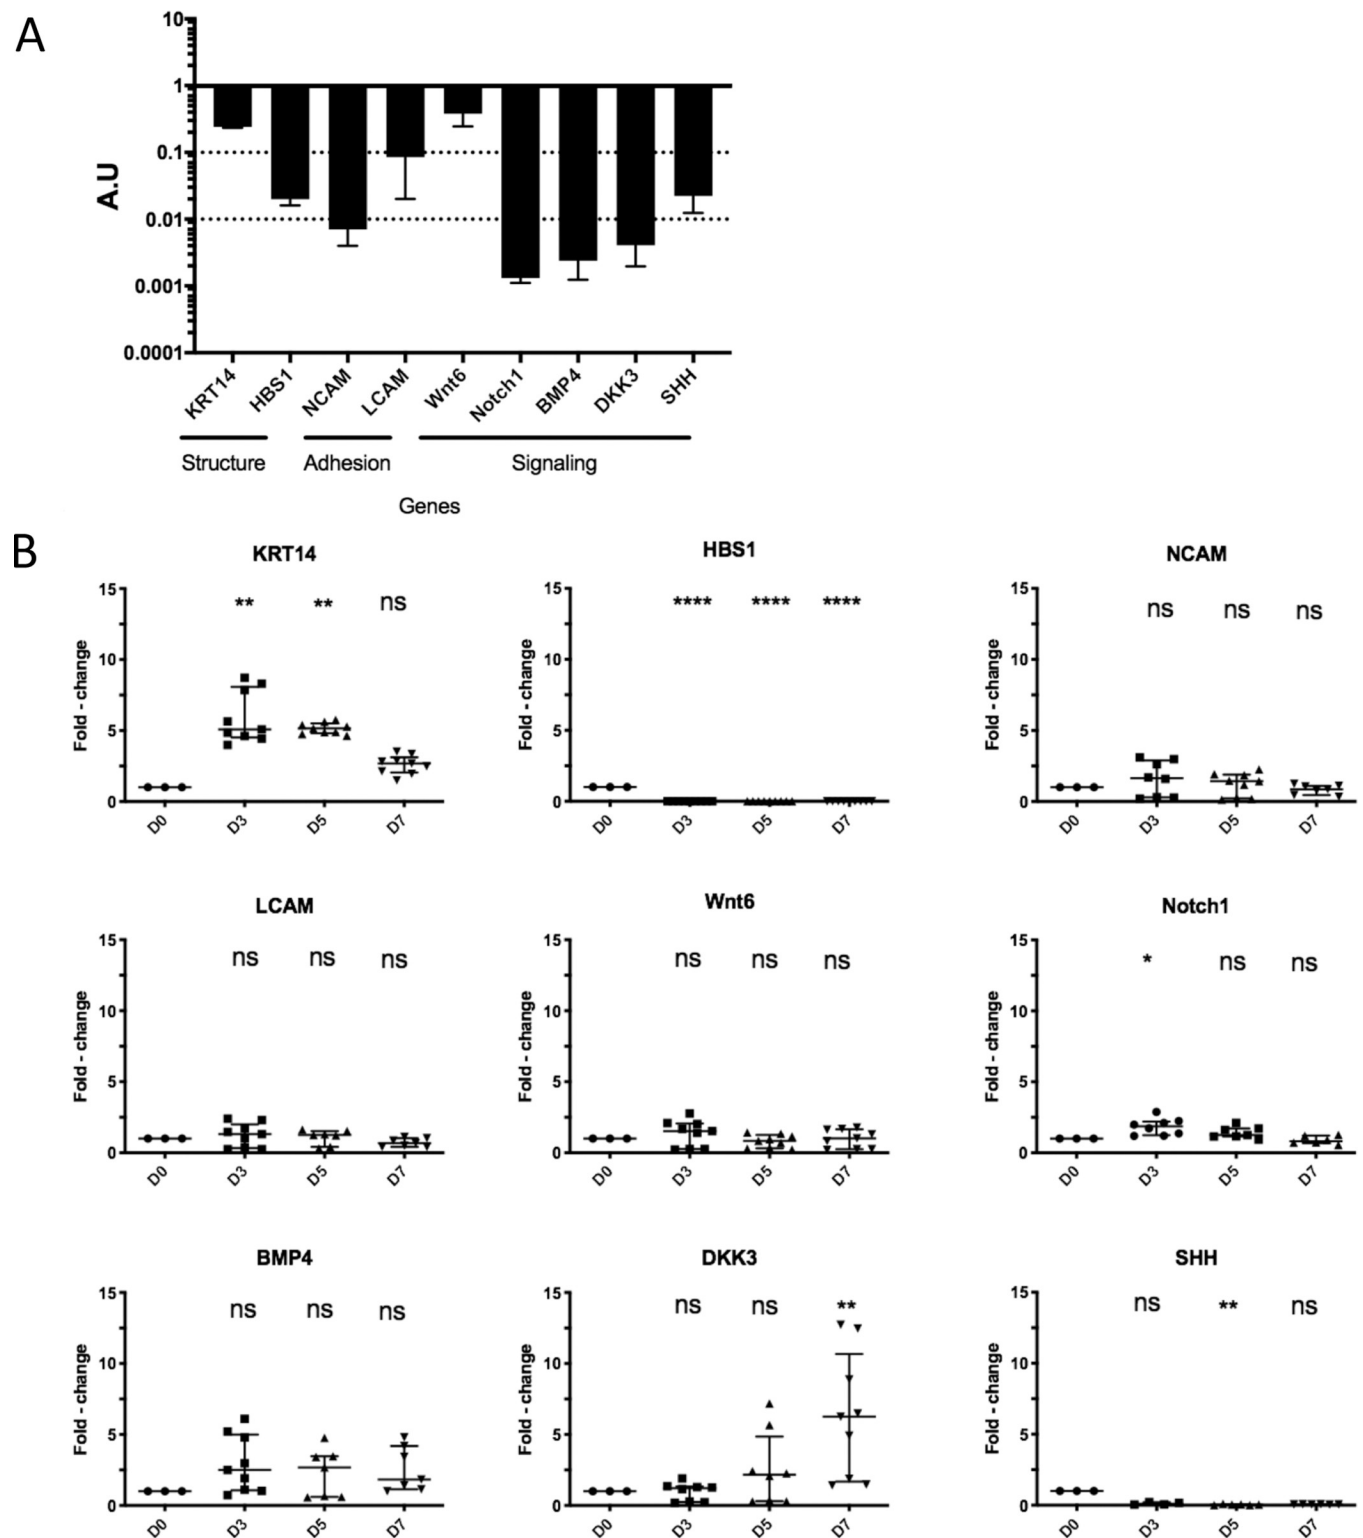 A
10
1
0.1
0.01
0.001
0.0001
A.U
KRT14 HBS1 NCAM LCAM Wnt6 Notch1 BMP4 DKK3 SHH
Structure Adhesion Signaling
Genes
B
KRT14
15
10
5
0
Fold - change
** ** ns
D0 D3 D5 D7
HBS1
15
10
5
0
Fold - change
**** **** ****
D0 D3 D5 D7
NCAM
15
10
5
0
Fold - change
ns ns ns
D0 D3 D5 D7
LCAM
15
10
5
0
Fold - change
ns ns ns
D0 D3 D5 D7
Wnt6
15
10
5
0
Fold - change
ns ns ns
D0 D3 D5 D7
Notch1
15
10
5
0
Fold - change
* ns ns
D0 D3 D5 D7
BMP4
15
10
5
0
Fold - change
ns ns ns
D0 D3 D5 D7
DKK3
15
10
5
0
Fold - change
ns ns **
D0 D3 D5 D7
SHH
15
10
5
0
Fold - change
ns ** ns
D0 D3 D5 D7